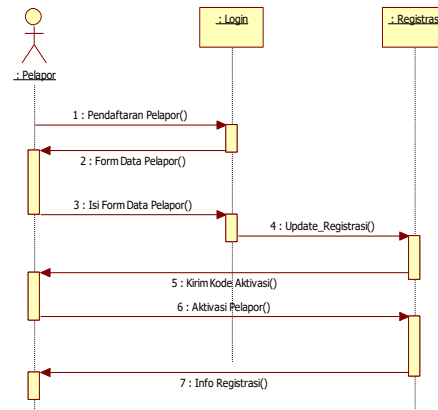 : Login
: Registras
: Pelapor
1 : Pendaftaran Pelapor()
2 : Form Data Pelapor()
3 : Isi Form Data Pelapor()
4 : Update_Registrasi()
5 : Kirim Kode Aktivasi()
6 : Aktivasi Pelapor()
7 : Info Registrasi()